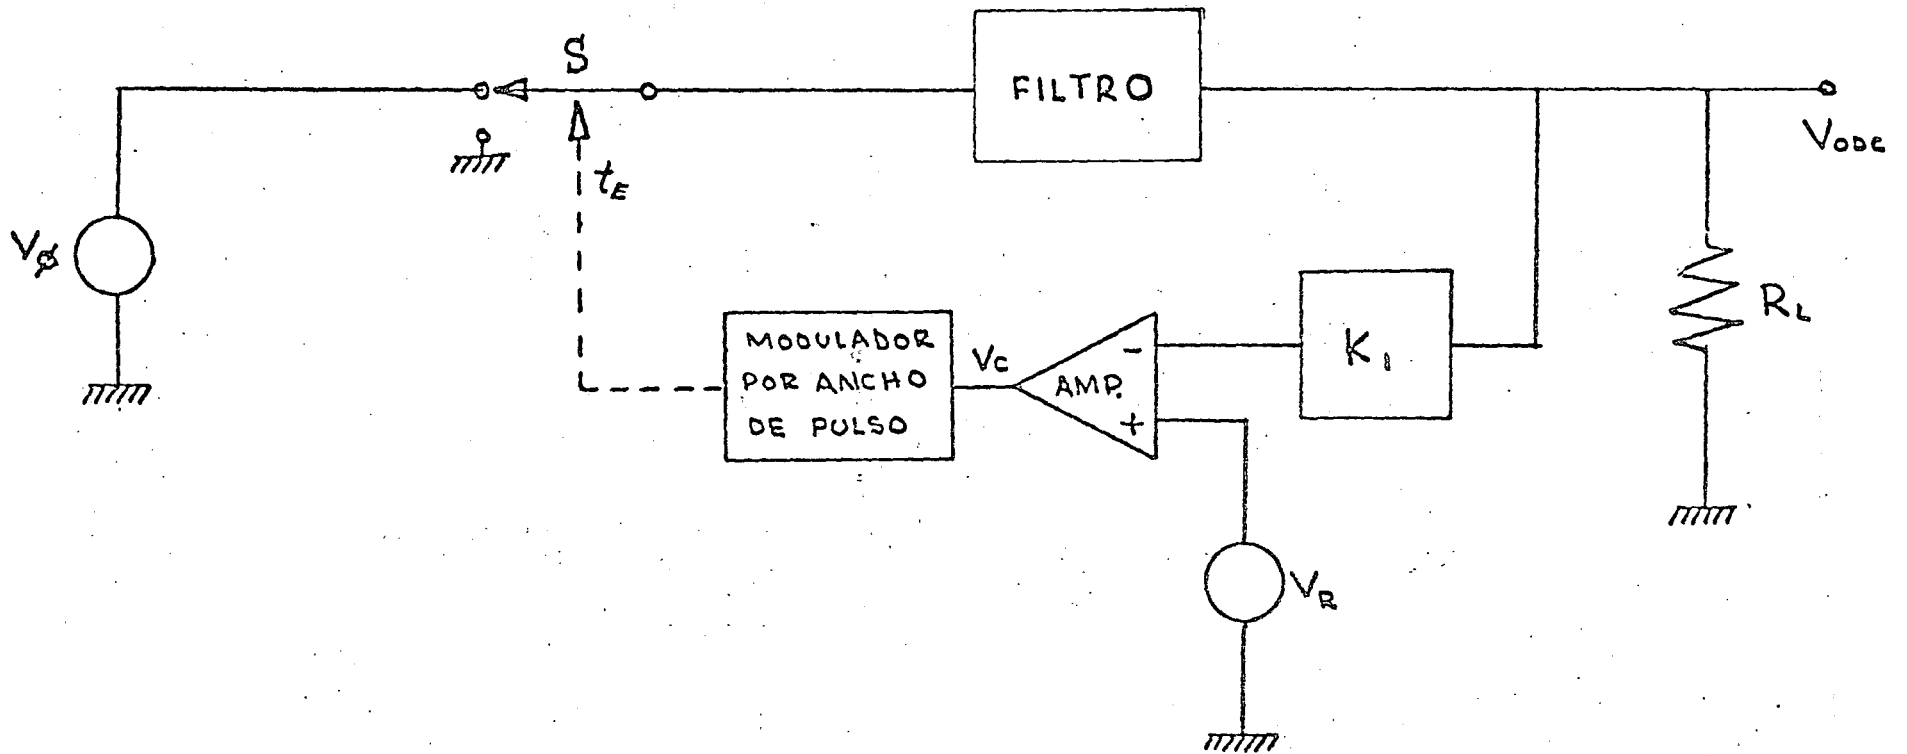 S
FILTRO
VODC
tE
Vø
RL
K1
MODULADOR
POR ANCHO
DE PULSO
VC
-
AMP.
+
VR